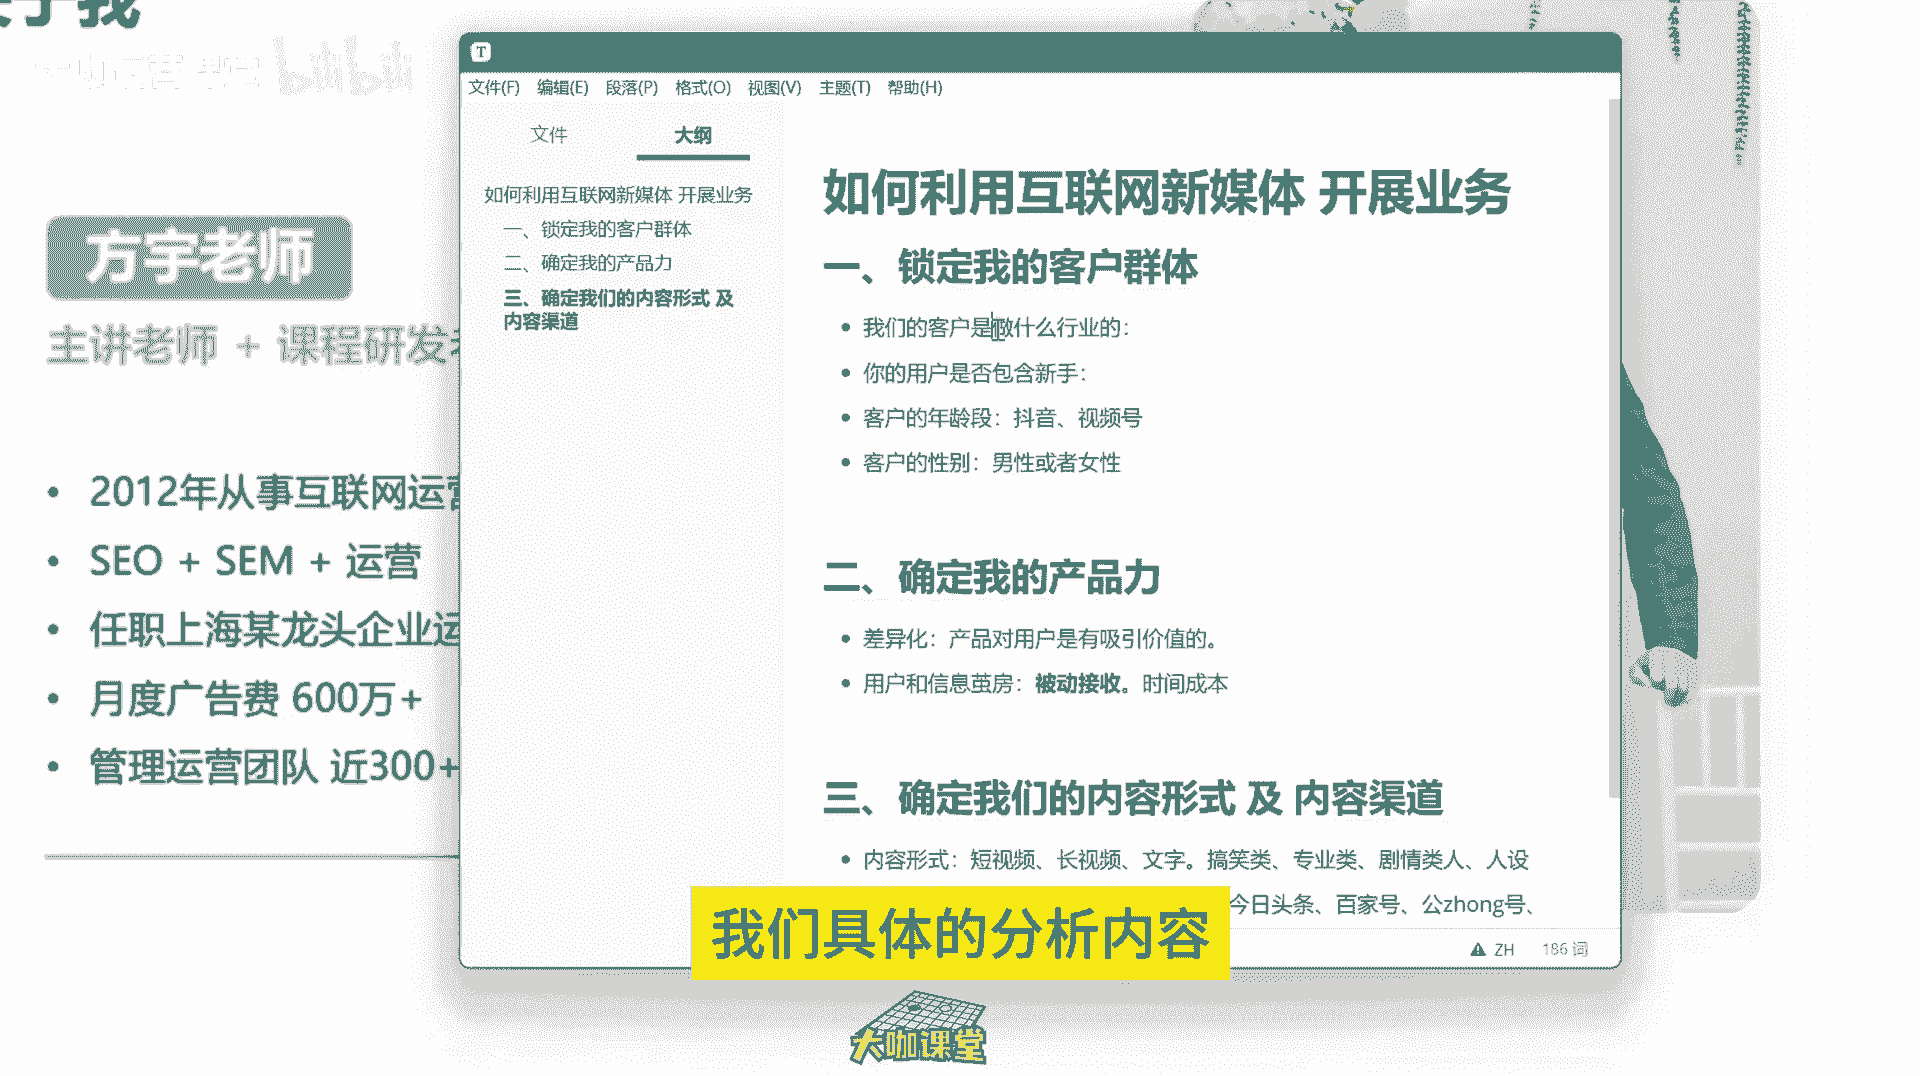 于我
bilibili
方宇老师
主讲老师 + 课程研发
2012年从事互联网运营
SEO + SEM + 运营
任职上海某龙头企业运
月度广告费 600万+
管理运营团队 近300+
T
文件(F) 编辑(E) 段落(P) 格式(O) 视图(V) 主题(T) 帮助(H)
文件 大纲
如何利用互联网新媒体 开展业务
一、锁定我的客户群体
二、确定我的产品力
三、确定我们的内容形式 及
内容渠道
如何利用互联网新媒体 开展业务
一、锁定我的客户群体
我们的客户是做什么行业的：
你的用户是否包含新手：
客户的年龄段：抖音、视频号
客户的性别：男性或者女性
二、确定我的产品力
差异化：产品对用户是有吸引价值的。
用户和信息茧房：被动接收。时间成本
三、确定我们的内容形式 及 内容渠道
内容形式：短视频、长视频、文字。搞笑类、专业类、剧情类人、人设
今日头条、百家号、公zhong号、
ZH 186 词
我们具体的分析内容
大咖课堂